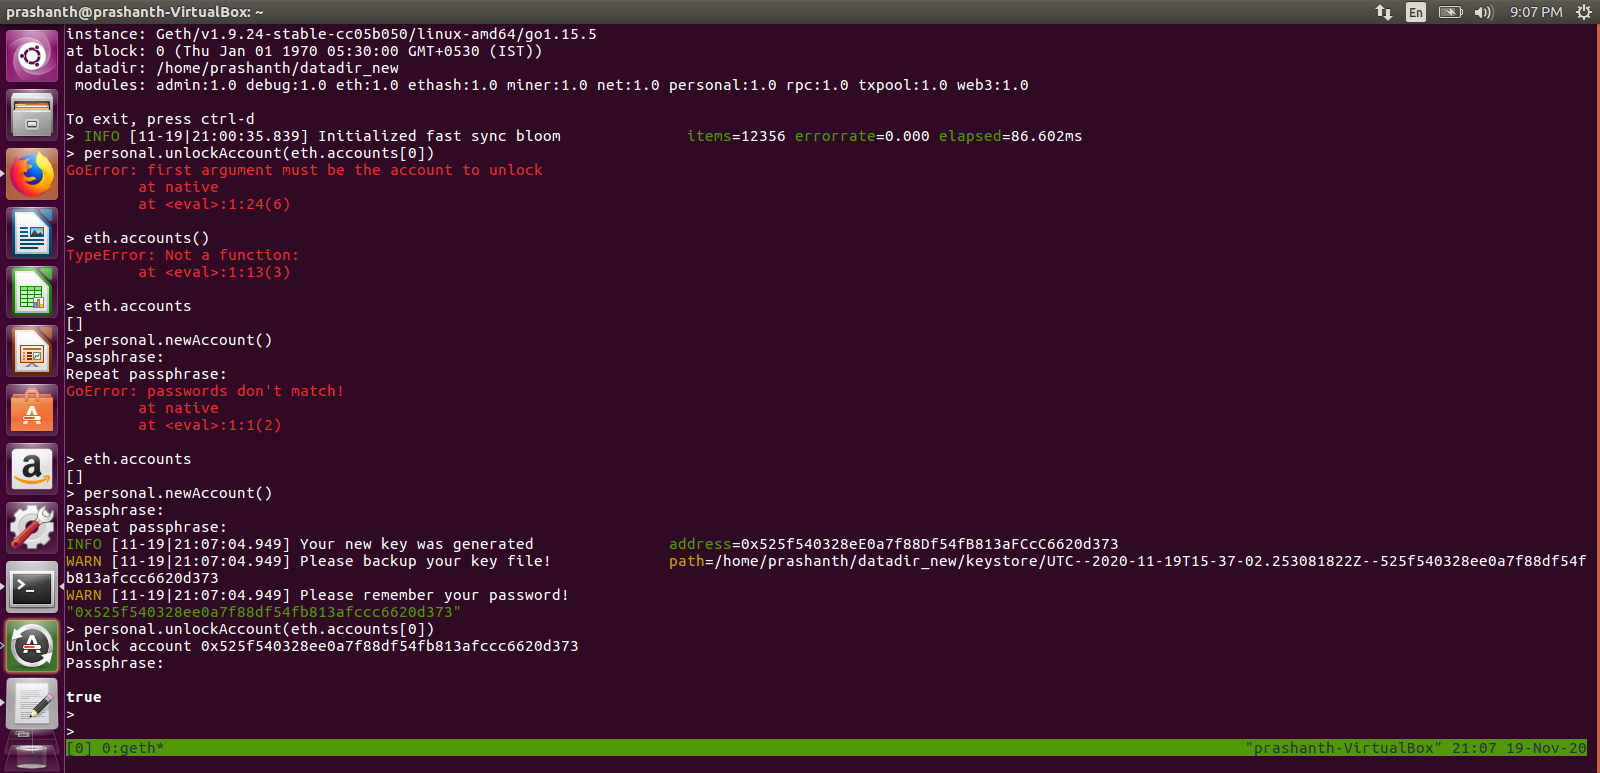 prashanth@prashanth-VirtualBox: ~
En
9:07 PM
instance: Geth/v1.9.24-stable-cc05b050/linux-amd64/go1.15.5
at block: 0 (Thu Jan 01 1970 05:30:00 GMT+0530 (IST))
 datadir: /home/prashanth/datadir_new
 modules: admin:1.0 debug:1.0 eth:1.0 ethash:1.0 miner:1.0 net:1.0 personal:1.0 rpc:1.0 txpool:1.0 web3:1.0
To exit, press ctrl-d
> INFO [11-19|21:00:35.839] Initialized fast sync bloom              items=12356 errorrate=0.000 elapsed=86.602ms
> personal.unlockAccount(eth.accounts[0])
GoError: first argument must be the account to unlock
        at native
        at <eval>:1:24(6)
> eth.accounts()
TypeError: Not a function:
        at <eval>:1:13(3)
> eth.accounts
[]
> personal.newAccount()
Passphrase:
Repeat passphrase:
GoError: passwords don't match!
        at native
        at <eval>:1:1(2)
> eth.accounts
[]
> personal.newAccount()
Passphrase:
Repeat passphrase:
INFO [11-19|21:07:04.949] Your new key was generated               address=0x525f540328eE0a7f88Df54fB813aFCcC6620d373
WARN [11-19|21:07:04.949] Please backup your key file!             path=/home/prashanth/datadir_new/keystore/UTC--2020-11-19T15-37-02.253081822Z--525f540328ee0a7f88df54f
b813afccc6620d373
WARN [11-19|21:07:04.949] Please remember your password!
"0x525f540328ee0a7f88df54fb813afccc6620d373"
> personal.unlockAccount(eth.accounts[0])
Unlock account 0x525f540328ee0a7f88df54fb813afccc6620d373
Passphrase:
true
>
>
[0] 0:geth*
"prashanth-VirtualBox" 21:07 19-Nov-20